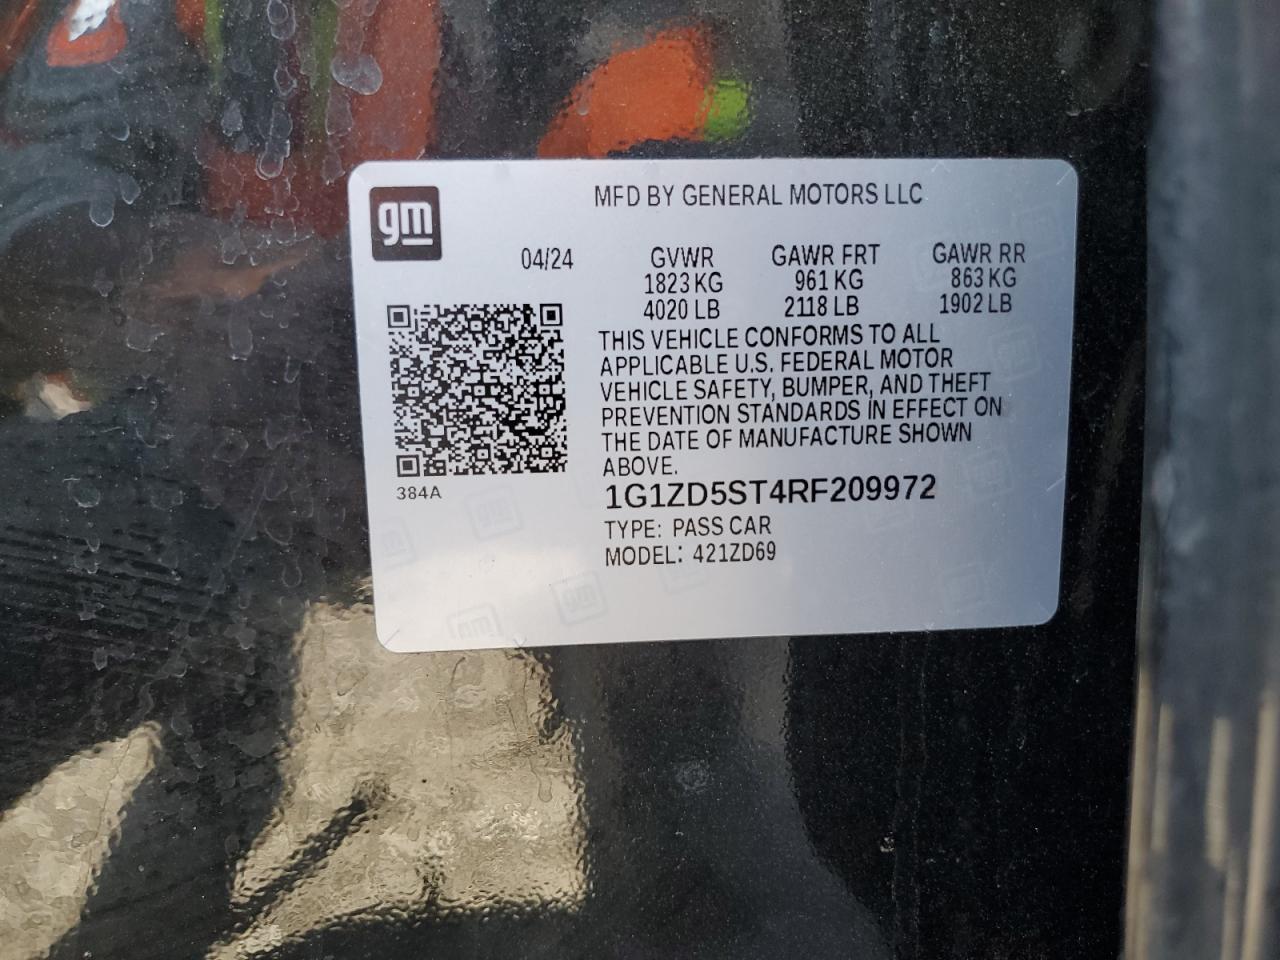 MFD BY GENERAL MOTORS LLC
gm
04/24 GVWR GAWR FRT GAWR RR
1823 KG 961 KG 863 KG
4020 LB 2118 LB 1902 LB
THIS VEHICLE CONFORMS TO ALL
APPLICABLE U.S. FEDERAL MOTOR
VEHICLE SAFETY, BUMPER, AND THEFT
PREVENTION STANDARDS IN EFFECT ON
THE DATE OF MANUFACTURE SHOWN
ABOVE.
384A
1G1ZD5ST4RF209972
TYPE: PASS CAR
MODEL: 421ZD69